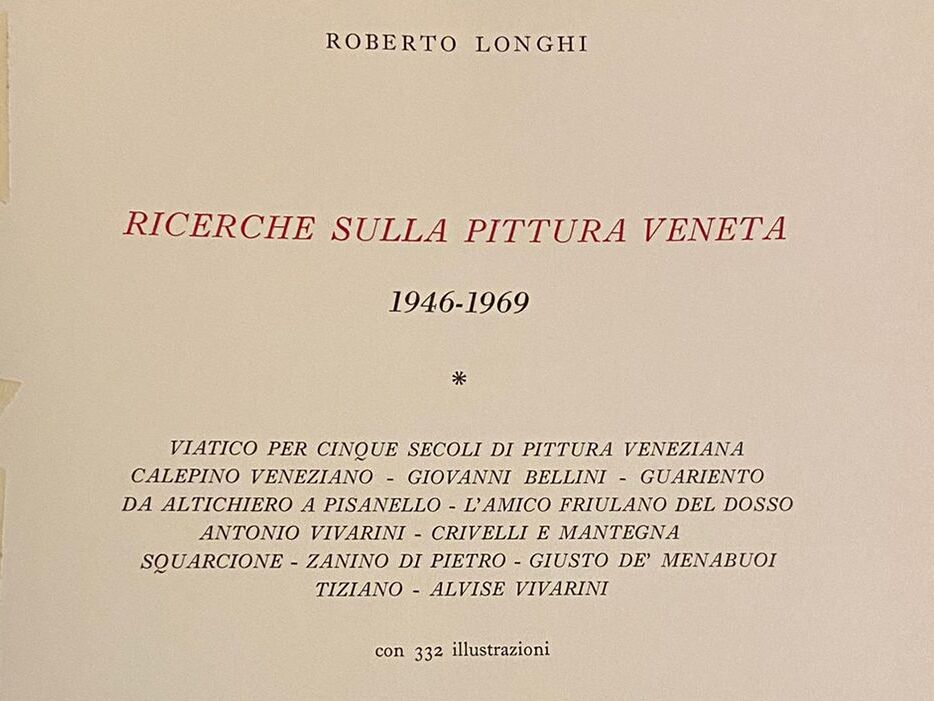 ROBERTO LONGHI
RICERCHE SULLA PITTURA VENETA
1946-1969
*
VIATICO PER CINQUE SECOLI DI PITTURA VENEZIANA
CALEPINO VENEZIANO - GIOVANNI BELLINI - GUARIENTO
DA ALTICHIERO A PISANELLO - L'AMICO FRIULANO DEL DOSSO
ANTONIO VIVARINI - CRIVELLI E MANTEGNA
SQUARCIONE - ZANINO DI PIETRO - GIUSTO DE' MENABUOI
TIZIANO - ALVISE VIVARINI
con 332 illustrazioni